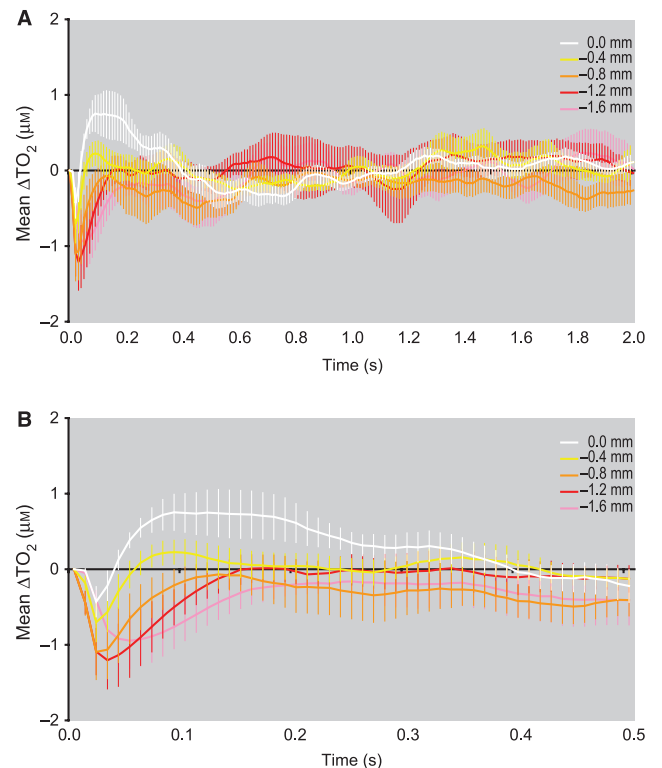 A
Mean ΔTO2 (μM)
2
1
0
−1
−2
0.0 mm
−0.4 mm
−0.8 mm
−1.2 mm
−1.6 mm
0.0 0.2 0.4 0.6 0.8 1.0 1.2 1.4 1.6 1.8 2.0
Time (s)
B
Mean ΔTO2 (μM)
2
1
0
−1
−2
0.0 mm
−0.4 mm
−0.8 mm
−1.2 mm
−1.6 mm
0.0 0.1 0.2 0.3 0.4 0.5
Time (s)